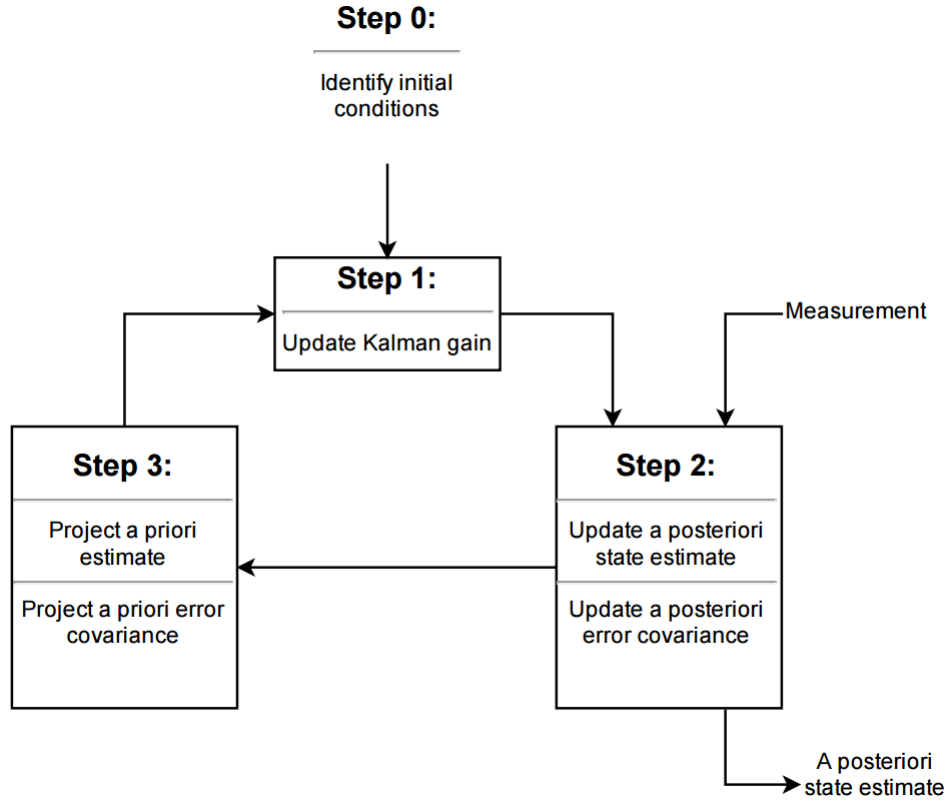 Step 0:
Identify initial
conditions
Step 1:
Update Kalman gain
Measurement
Step 3:
Project a priori
estimate
Project a priori error
covariance
Step 2:
Update a posteriori
state estimate
Update a posteriori
error covariance
A posteriori
state estimate